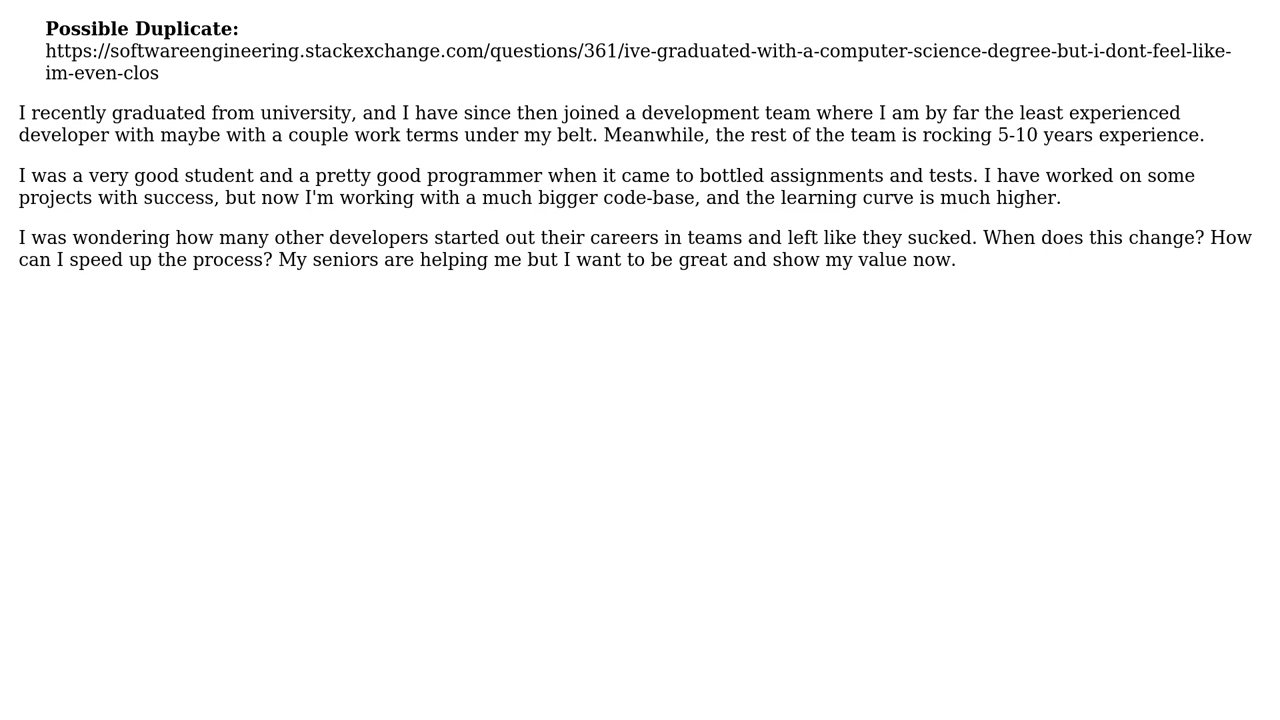 Possible Duplicate:
https://softwareengineering.stackexchange.com/questions/361/ive-graduated-with-a-computer-science-degree-but-i-dont-feel-like-
im-even-clos
I recently graduated from university, and I have since then joined a development team where I am by far the least experienced
developer with maybe with a couple work terms under my belt. Meanwhile, the rest of the team is rocking 5-10 years experience.
I was a very good student and a pretty good programmer when it came to bottled assignments and tests. I have worked on some
projects with success, but now I'm working with a much bigger code-base, and the learning curve is much higher.
I was wondering how many other developers started out their careers in teams and left like they sucked. When does this change? How
can I speed up the process? My seniors are helping me but I want to be great and show my value now.